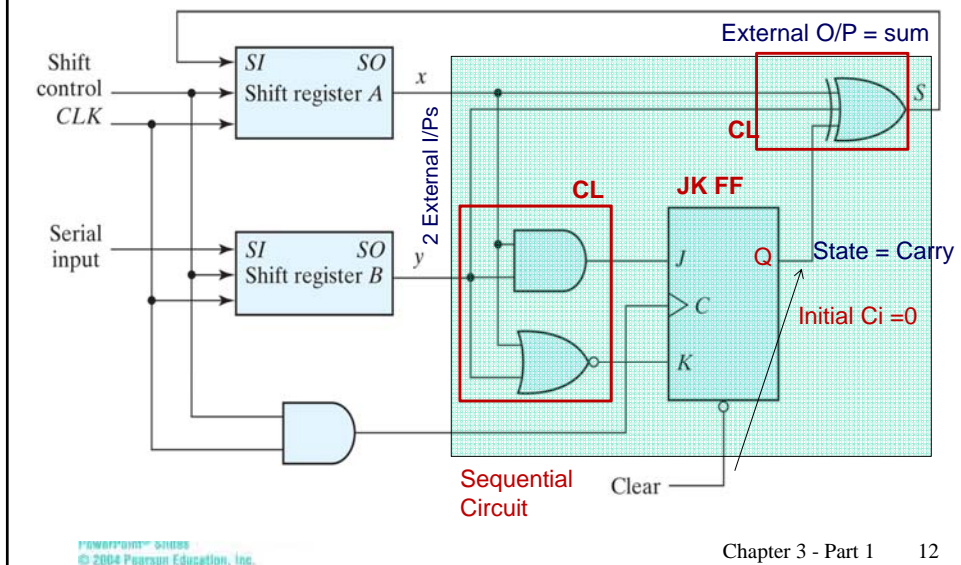 External O/P = sum
Shift
control
CLK
SI SO
Shift register A
x
S
CL
2 External I/Ps
CL
JK FF
Serial
input
SI SO
Shift register B
y
J
Q
State = Carry
C
Initial Ci =0
K
Sequential
Circuit
Clear
PowerPoint® Slides
© 2004 Pearson Education, Inc.
Chapter 3 - Part 1 12